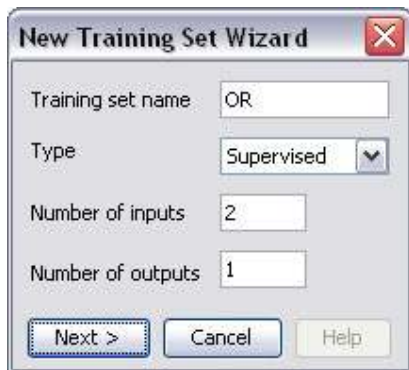 New Training Set Wizard
Training set name OR
Type Supervised
Number of inputs 2
Number of outputs 1
Next > Cancel Help